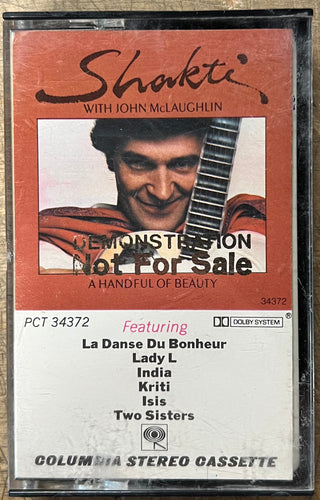 Shakti
WITH JOHN McLAUGHLIN
DEMONSTRATION
Not For Sale
A HANDFUL OF BEAUTY
34372
PCT 34372
Featuring
DOLBY SYSTEM ®
La Danse Du Bonheur
Lady L
India
Kriti
Isis
Two Sisters
COLUMBIA STEREO CASSETTE